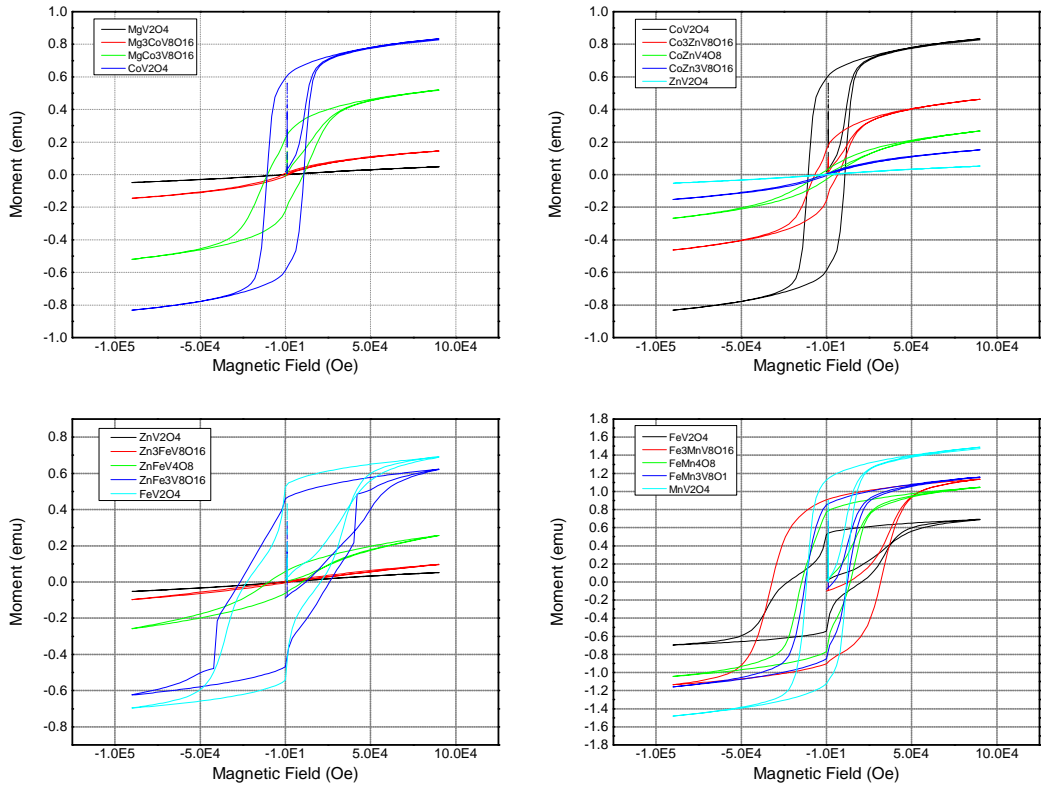 1.0
0.8
0.6
0.4
0.2
0.0
-0.2
-0.4
-0.6
-0.8
-1.0
Moment (emu)
MgV2O4
Mg3CoV8O16
MgCo3V8O16
CoV2O4
-1.0E5
-5.0E4
-1.0E1
5.0E4
10.0E4
Magnetic Field (Oe)
1.0
0.8
0.6
0.4
0.2
0.0
-0.2
-0.4
-0.6
-0.8
-1.0
Moment (emu)
CoV2O4
Co3ZnV8O16
CoZnV4O8
CoZn3V8O16
ZnV2O4
-1.0E5
-5.0E4
-1.0E1
5.0E4
10.0E4
Magnetic Field (Oe)
0.8
0.6
0.4
0.2
0.0
-0.2
-0.4
-0.6
-0.8
Moment (emu)
ZnV2O4
Zn3FeV8O16
ZnFeV4O8
ZnFe3V8O16
FeV2O4
-1.0E5
-5.0E4
-1.0E1
5.0E4
10.0E4
Magnetic Field (Oe)
1.8
1.6
1.4
1.2
1.0
0.8
0.6
0.4
0.2
0.0
-0.2
-0.4
-0.6
-0.8
-1.0
-1.2
-1.4
-1.6
-1.8
Moment (emu)
FeV2O4
Fe3MnV8O16
FeMn4O8
FeMn3V8O1
MnV2O4
-1.0E5
-5.0E4
-1.0E1
5.0E4
10.0E4
Magnetic Field (Oe)